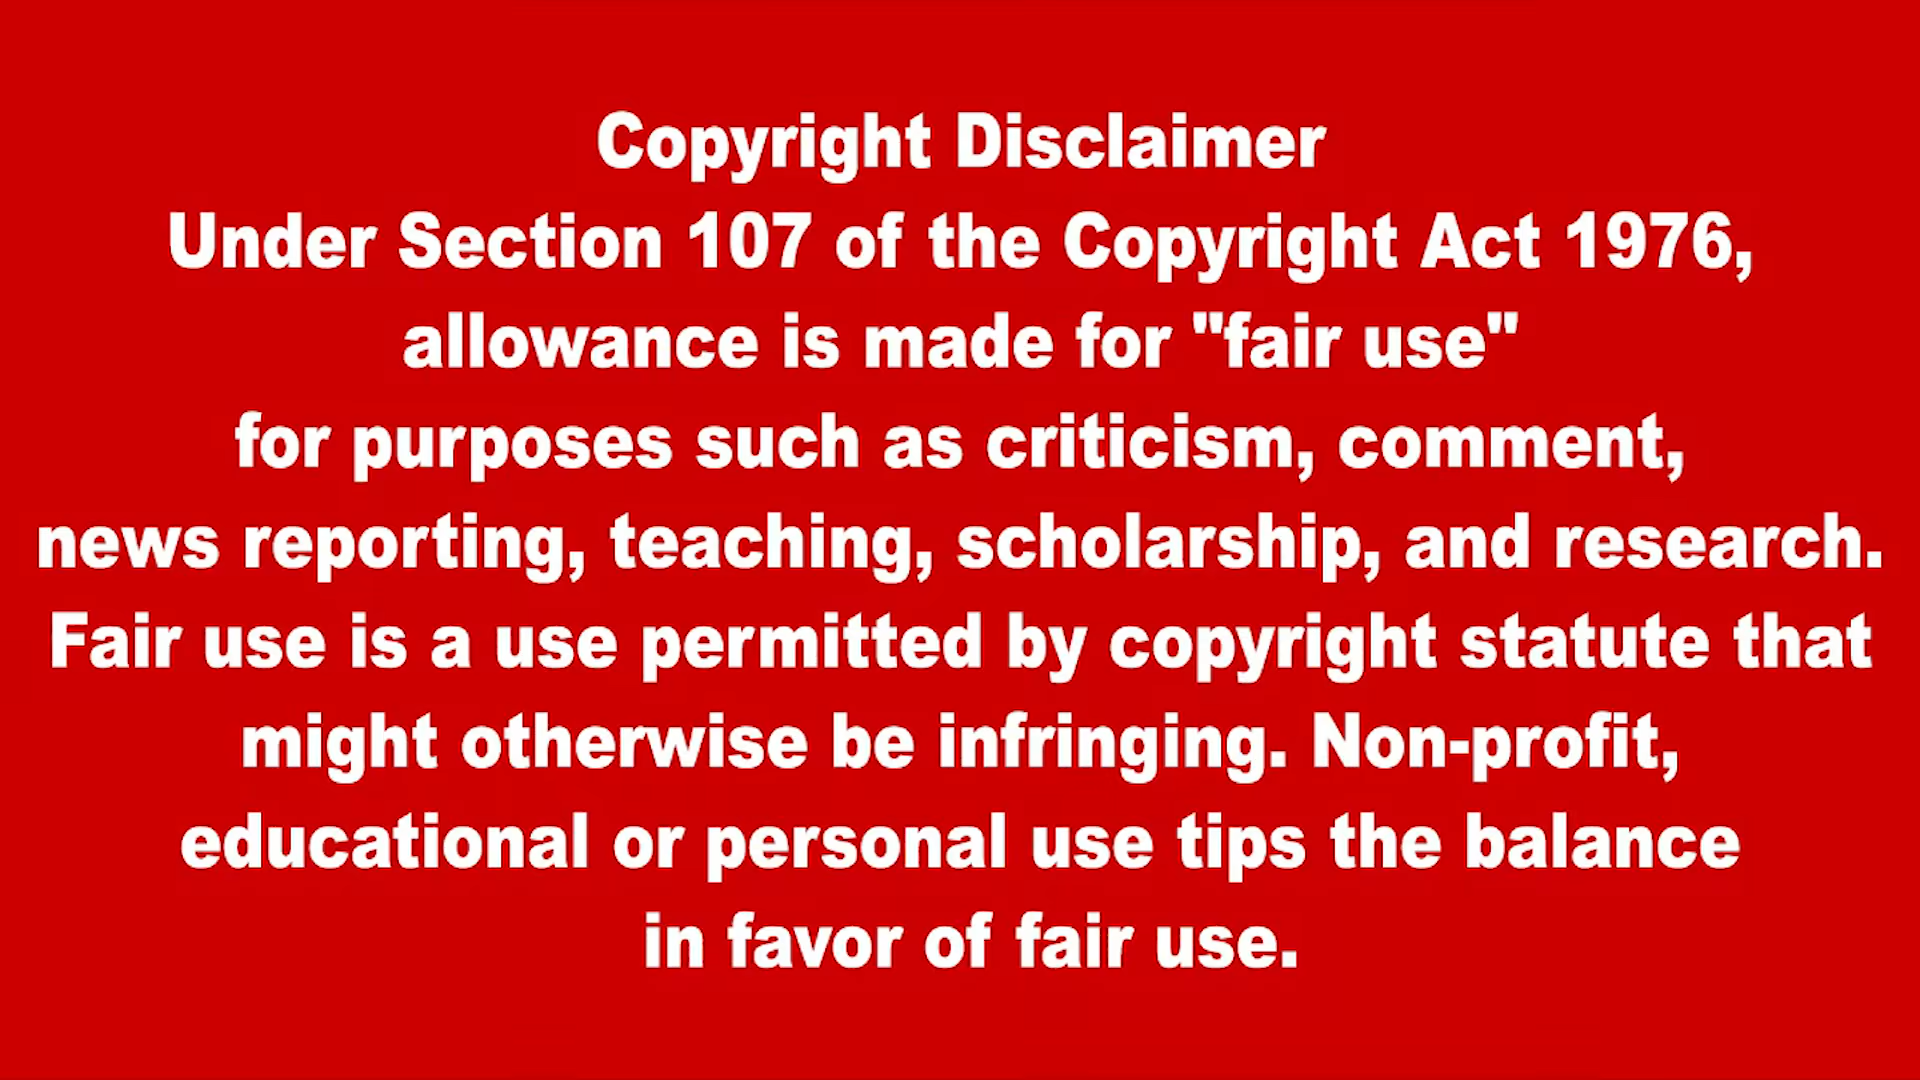 Copyright Disclaimer
Under Section 107 of the Copyright Act 1976,
allowance is made for "fair use"
for purposes such as criticism, comment,
news reporting, teaching, scholarship, and research.
Fair use is a use permitted by copyright statute that
might otherwise be infringing. Non-profit,
educational or personal use tips the balance
in favor of fair use.